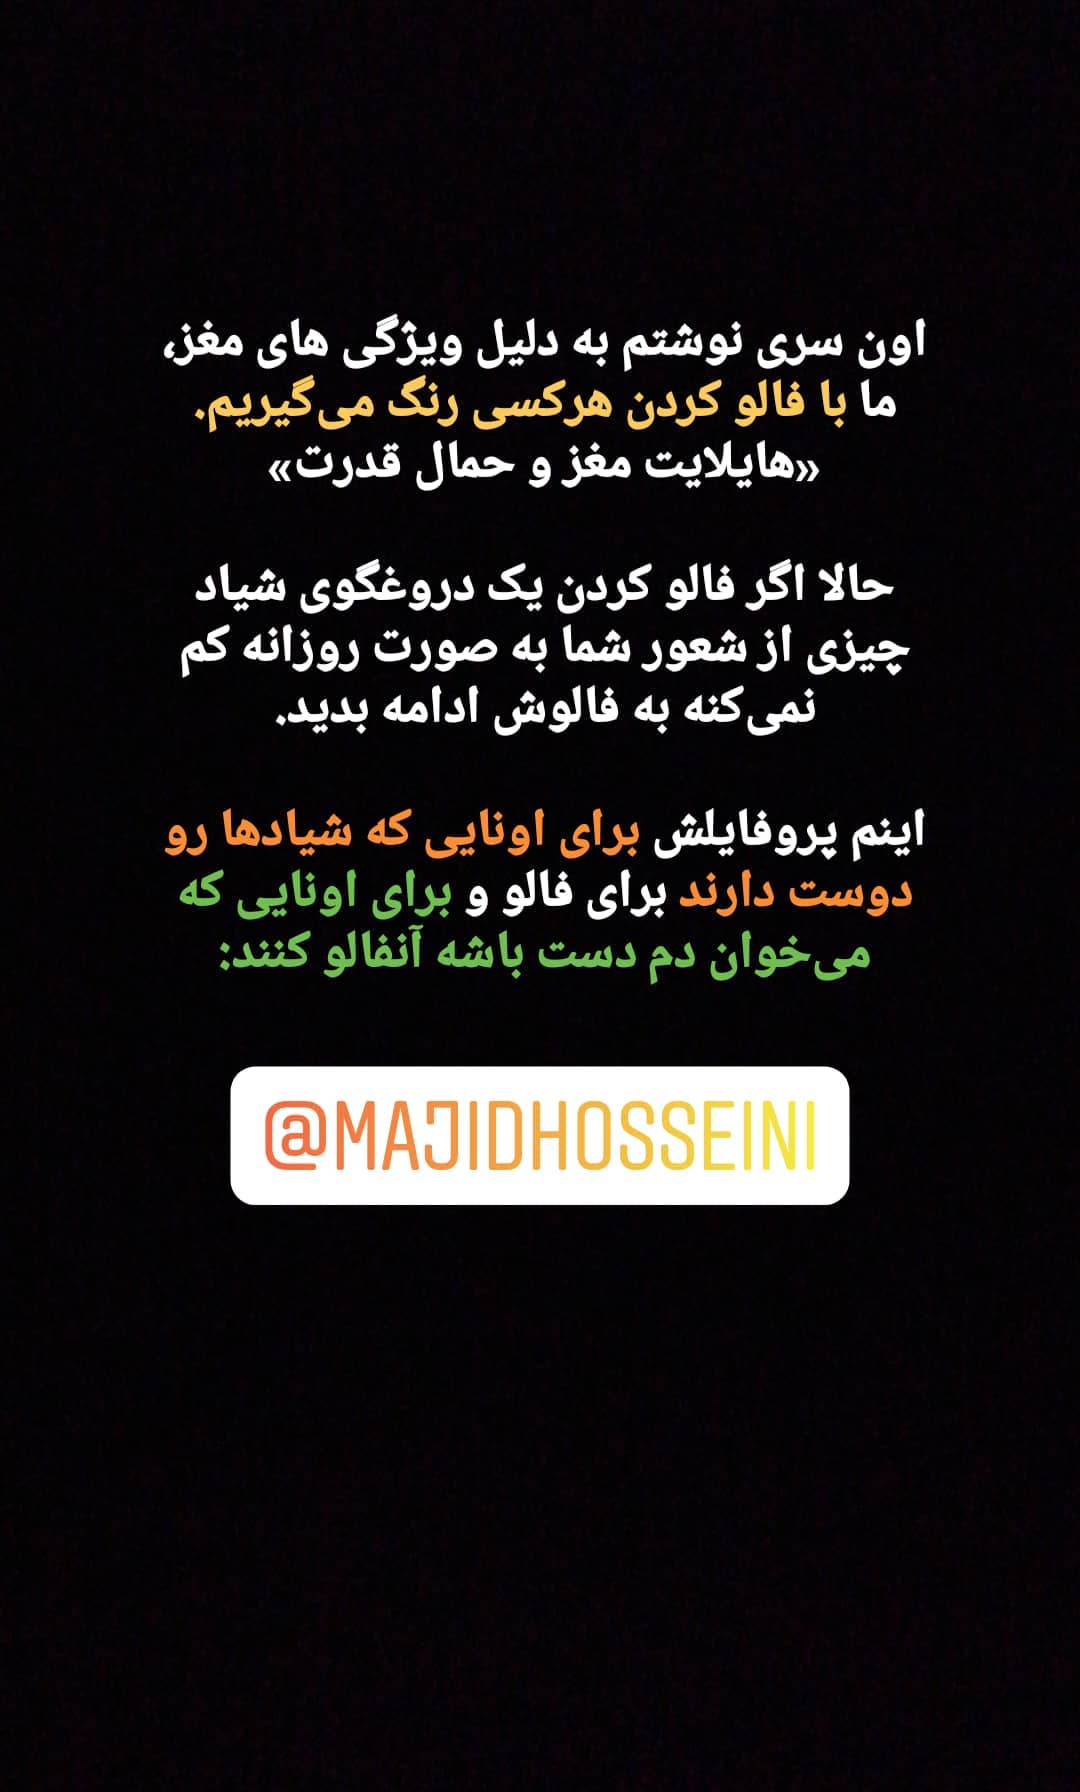 اون سری نوشتم به دلیل ویژگی های مغز،
ما با فالو کردن هرکسی رنگ می‌گیریم.
«هایلایت مغز و حمال قدرت»
حالا اگر فالو کردن یک دروغگوی شیاد
چیزی از شعور شما به صورت روزانه کم
نمی‌کنه به فالوش ادامه بدید.
اینم پروفایلش برای اونایی که شیادها رو
دوست دارند برای فالو و برای اونایی که
می‌خوان دم دست باشه آنفالو کنند:
@MAJIDHOSSEINI